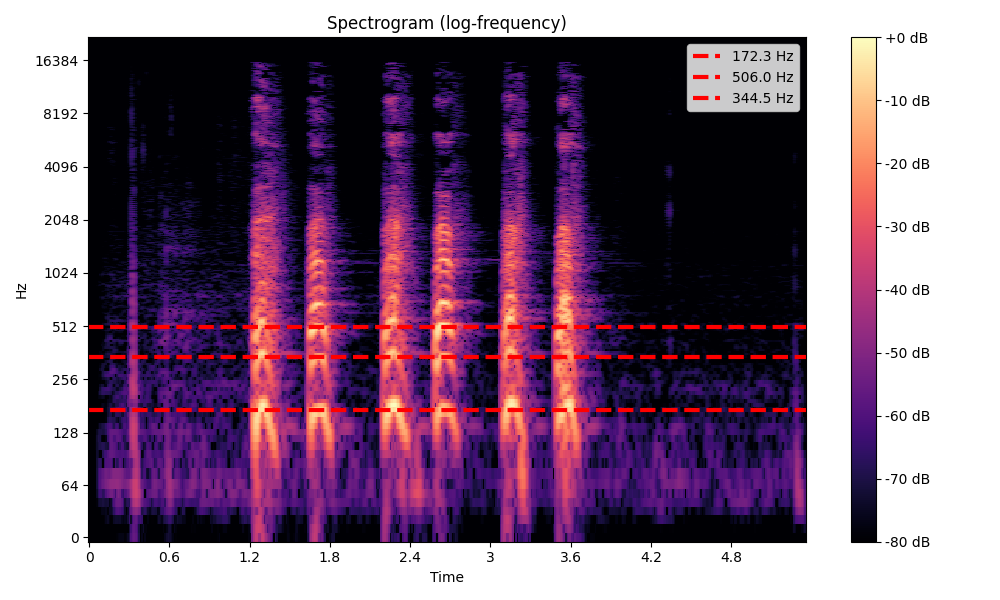 Spectrogram (log-frequency)
172.3 Hz
506.0 Hz
344.5 Hz
Hz
16384
8192
4096
2048
1024
512
256
128
64
0
0 0.6 1.2 1.8 2.4 3 3.6 4.2 4.8
Time
+0 dB
-10 dB
-20 dB
-30 dB
-40 dB
-50 dB
-60 dB
-70 dB
-80 dB